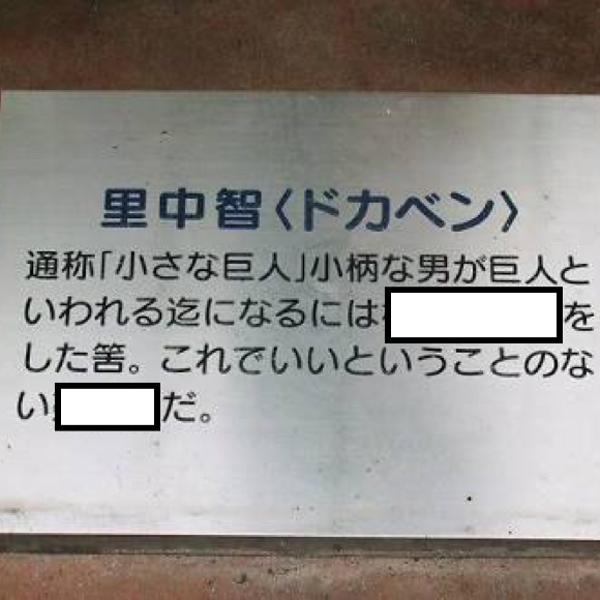 里中智〈ドカベン〉
通称「小さな巨人」小柄な男が巨人と
いわれる迄になるには を
した筈。これでいいということのな
い だ。